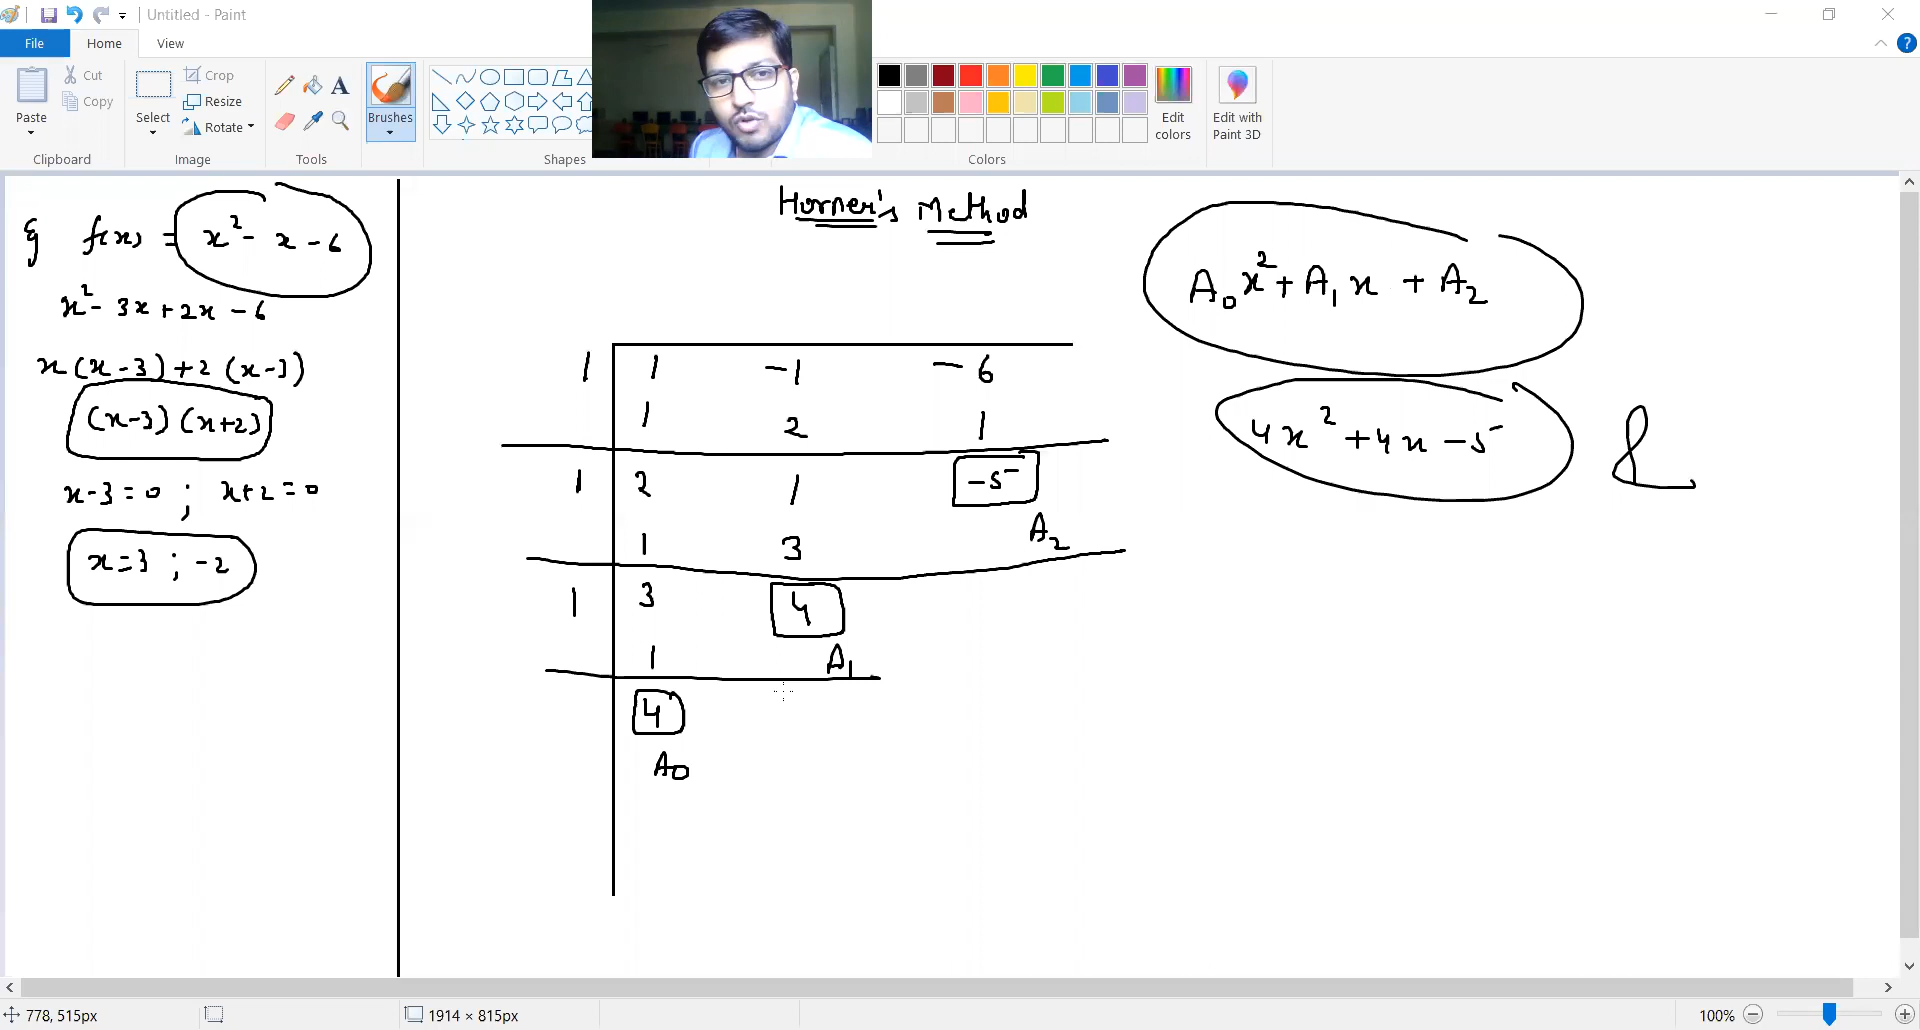 Untitled - Paint
File Home View
Paste
Cut
Copy
Clipboard
Select
Crop
Resize
Rotate
Image
A
Tools
Brushes
Shapes
Colors
Edit colors
Edit with Paint 3D
f(x) = x² - x - 6
x² - 3x + 2x - 6
x (x-3) + 2 (x-3)
(x-3) (x+2)
x-3=0 ; x+2=0
x=3 ; -2
Horner's Method
1 1 -1 -6
1 2 1
1 2 1 -5
A2
1 3
1 3 4
1 A1
4
A0
A0x² + A1x + A2
4x² + 4x - 5
778, 515px
1914 × 815px
100%